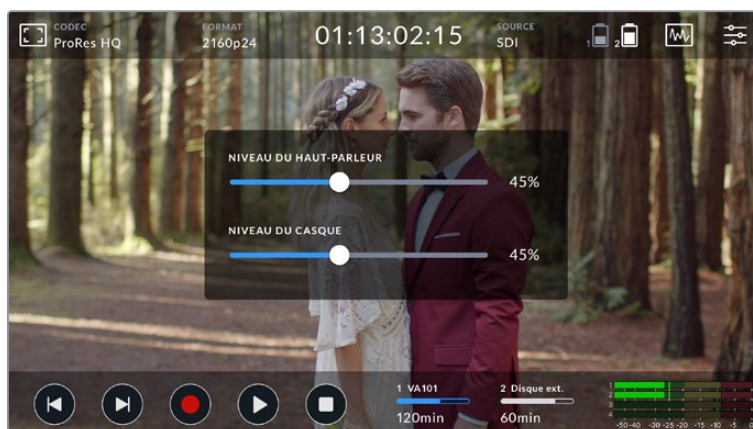 CODEC
ProRes HQ
FORMAT
2160p24
01:13:02:15
SOURCE
SDI
1
2
NIVEAU DU HAUT-PARLEUR
45%
NIVEAU DU CASQUE
45%
1 VA101
120min
2 Disque ext.
60min
1
2
3
4
-50 -40 -30 -25 -20 -15 -10 -5